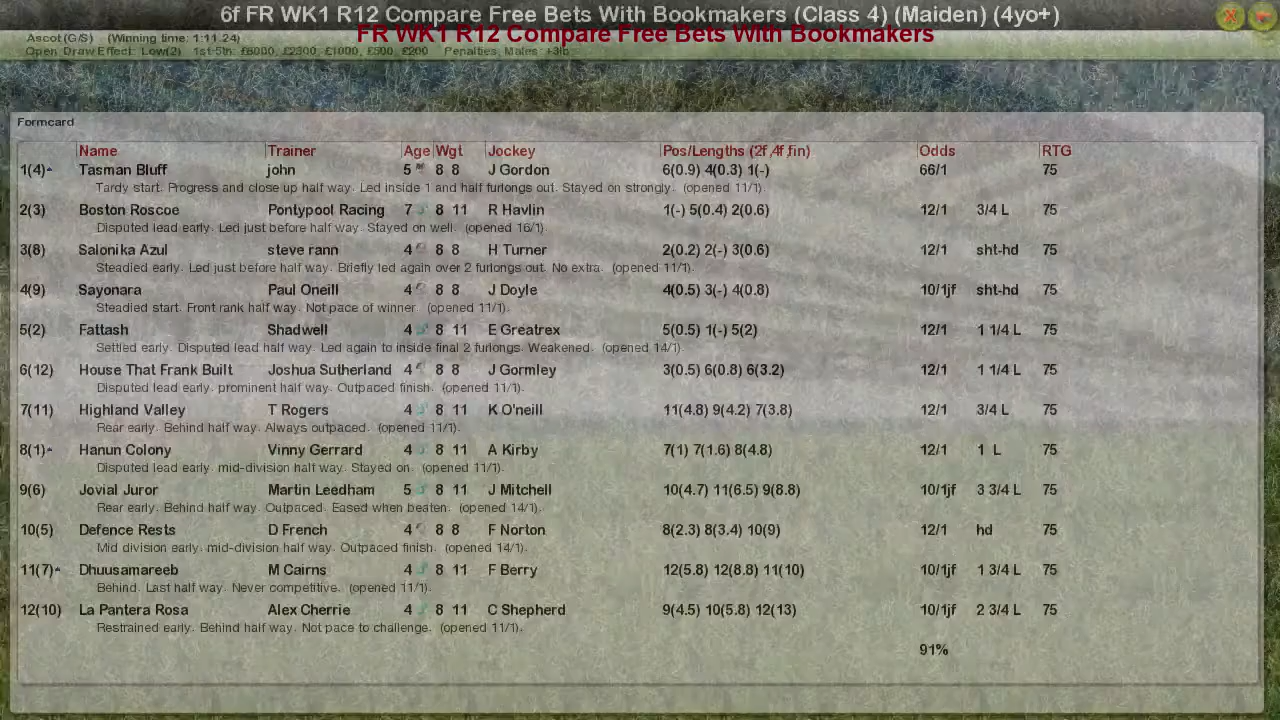 6f FR WK1 R12 Compare Free Bets With Bookmakers (Class 4) (Maiden) (4yo+)
FR WK1 R12 Compare Free Bets With Bookmakers
Ascot(G/S) (Winning time: 1:11.24)
Open Draw Effect: Low(2) 1st-5th: £6000, £2300, £1000, £500, £200 Penalties, Males: +3lb
Formcard
Name Trainer Age Wgt Jockey Pos/Lengths (2f,4f,fin) Odds RTG
1(4) Tasman Bluff john 5 8 8 J Gordon 6(0.9) 4(0.3) 1(-) 66/1 75
Tardy start. Progress and close up half way. Led inside 1 and half furlongs out. Stayed on strongly. (opened 11/1).
2(3) Boston Roscoe Pontypool Racing 7 8 11 R Havlin 1(-) 5(0.4) 2(0.6) 12/1 3/4 L 75
Disputed lead early. Led just before half way. Stayed on well. (opened 16/1).
3(8) Salonika Azul steve rann 4 8 8 H Turner 2(0.2) 2(-) 3(0.6) 12/1 sht-hd 75
Steadied early. Led just before half way. Briefly led again over 2 furlongs out. No extra. (opened 11/1).
4(9) Sayonara Paul Oneill 4 8 8 J Doyle 4(0.5) 3(-) 4(0.8) 10/1jf sht-hd 75
Steadied start. Front rank half way. Not pace of winner. (opened 11/1).
5(2) Fattash Shadwell 4 8 11 E Greatrex 5(0.5) 1(-) 5(2) 12/1 1 1/4 L 75
Settled early. Disputed lead half way. Led again to inside final 2 furlongs. Weakened. (opened 14/1).
6(12) House That Frank Built Joshua Sutherland 4 8 8 J Gormley 3(0.5) 6(0.8) 6(3.2) 12/1 1 1/4 L 75
Disputed lead early. prominent half way. Outpaced finish. (opened 11/1).
7(11) Highland Valley T Rogers 4 8 11 K O'neill 11(4.8) 9(4.2) 7(3.8) 12/1 3/4 L 75
Rear early. Behind half way. Always outpaced. (opened 11/1).
8(1) Hanun Colony Vinny Gerrard 4 8 11 A Kirby 7(1) 7(1.6) 8(4.8) 12/1 1 L 75
Disputed lead early. mid-division half way. Stayed on. (opened 11/1).
9(6) Jovial Juror Martin Leedham 5 8 11 J Mitchell 10(4.7) 11(6.5) 9(8.8) 10/1jf 3 3/4 L 75
Rear early. Behind half way. Outpaced. Eased when beaten. (opened 14/1).
10(5) Defence Rests D French 4 8 8 F Norton 8(2.3) 8(3.4) 10(9) 12/1 hd 75
Mid division early. mid-division half way. Outpaced finish. (opened 14/1).
11(7) Dhuusamareeb M Cairns 4 8 11 F Berry 12(5.8) 12(8.8) 11(10) 10/1jf 1 3/4 L 75
Behind. Last half way. Never competitive. (opened 11/1).
12(10) La Pantera Rosa Alex Cherrie 4 8 11 C Shepherd 9(4.5) 10(5.8) 12(13) 10/1jf 2 3/4 L 75
Restrained early. Behind half way. Not pace to challenge. (opened 11/1).
91%